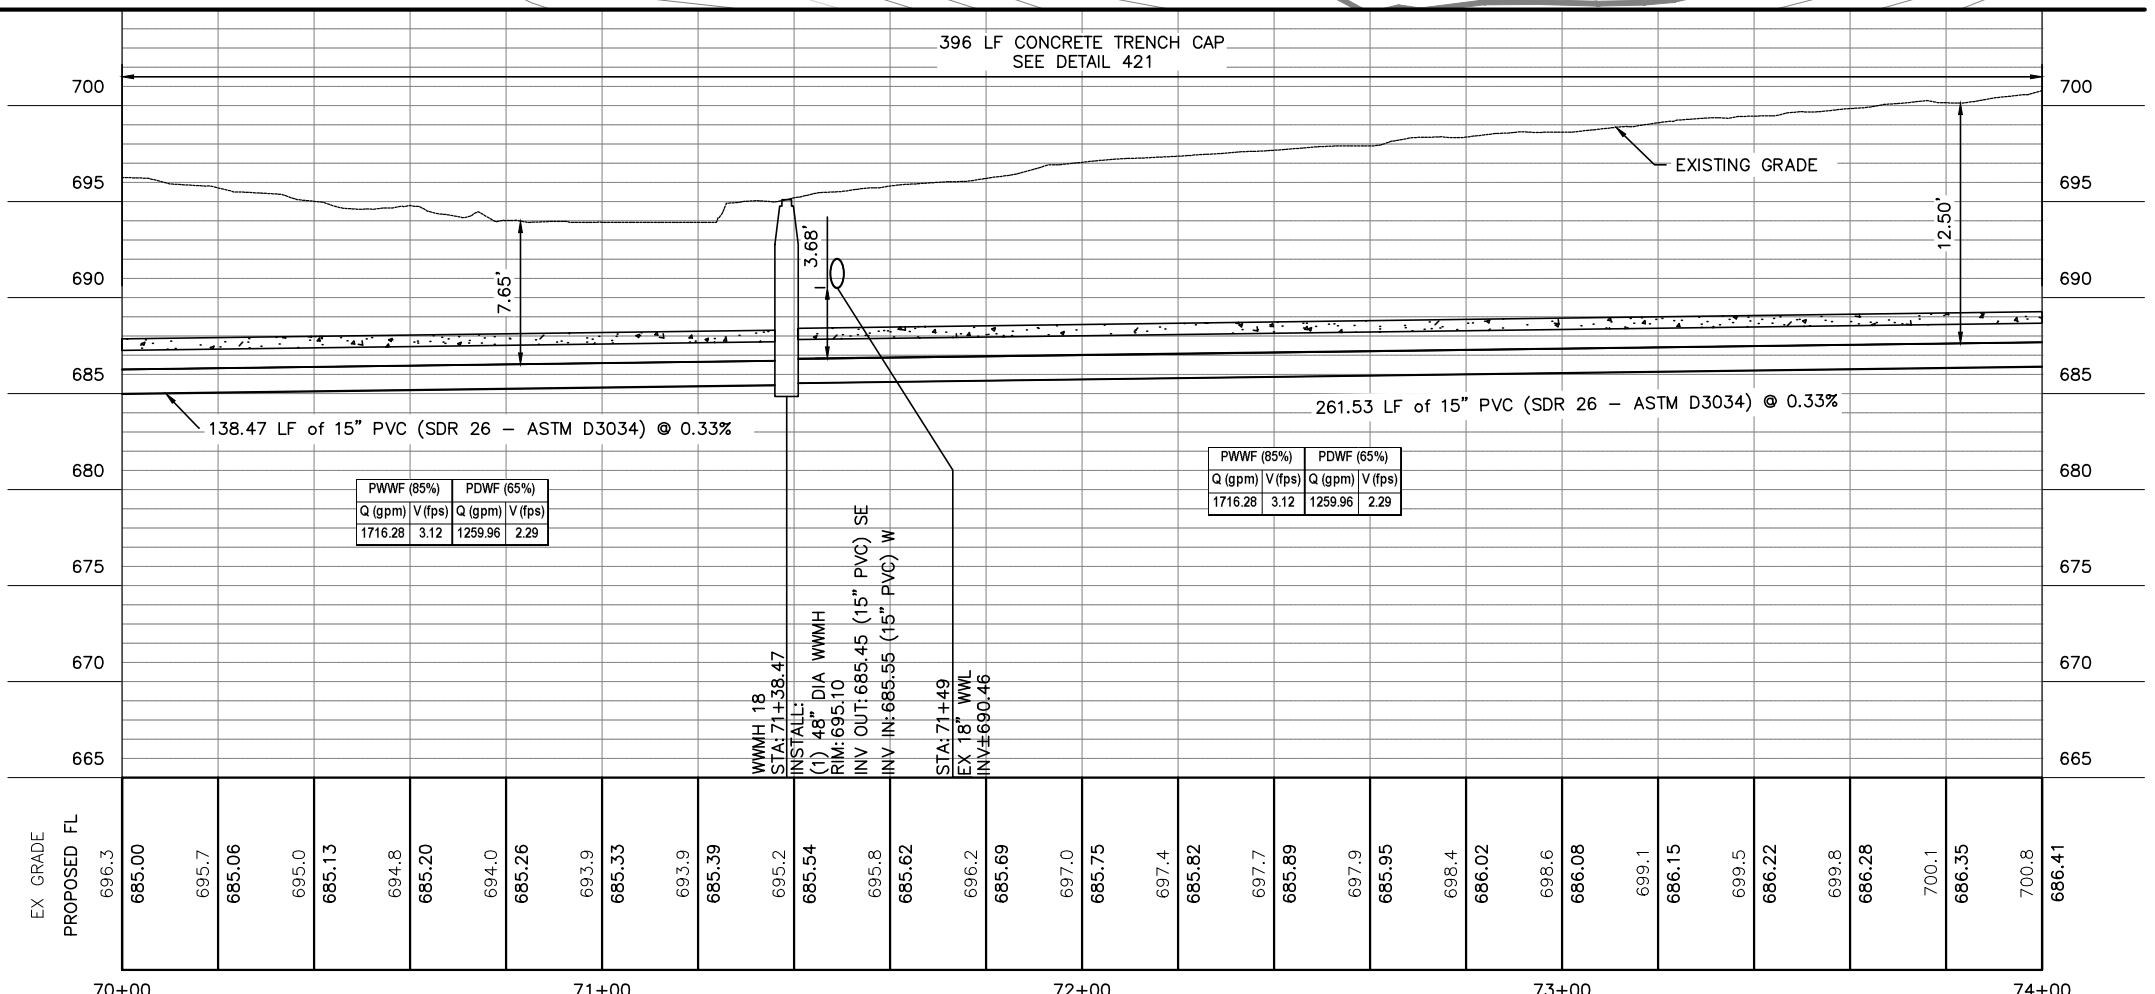 396 LF CONCRETE TRENCH CAP
SEE DETAIL 421
700
700
695
695
690
690
685
685
680
680
675
675
670
670
665
665
EXISTING GRADE
7.65'
3.68'
12.50'
138.47 LF of 15" PVC (SDR 26 – ASTM D3034) @ 0.33%
261.53 LF of 15" PVC (SDR 26 – ASTM D3034) @ 0.33%
PWWF (85%) PDWF (65%)
Q (gpm) V (fps) Q (gpm) V (fps)
1716.28 3.12 1259.96 2.29
PWWF (85%) PDWF (65%)
Q (gpm) V (fps) Q (gpm) V (fps)
1716.28 3.12 1259.96 2.29
WWMH 18
STA: 71+38.47
INSTALL:
(1) 48" DIA WWMH
RIM: 695.10
INV OUT: 685.45 (15" PVC) SE
INV IN: 685.55 (15" PVC) W
STA: 71+49
EX 18" WWL
INV±690.46
EX GRADE
PROPOSED FL
696.3
685.00
695.7
685.06
695.0
685.13
694.8
685.20
694.0
685.26
693.9
685.33
693.9
685.39
695.2
685.54
695.8
685.62
696.2
685.69
697.0
685.75
697.4
685.82
697.7
685.89
697.9
685.95
698.4
686.02
698.6
686.08
699.1
686.15
699.5
686.22
699.8
686.28
700.1
686.35
700.8
686.41
70+00
71+00
72+00
73+00
74+00